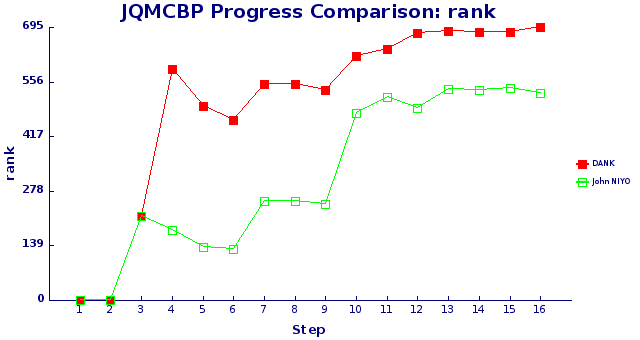 JQMCBP Progress Comparison: rank
695
556
417
278
139
0
rank
1 2 3 4 5 6 7 8 9 10 11 12 13 14 15 16
Step
DANK
John NIYO